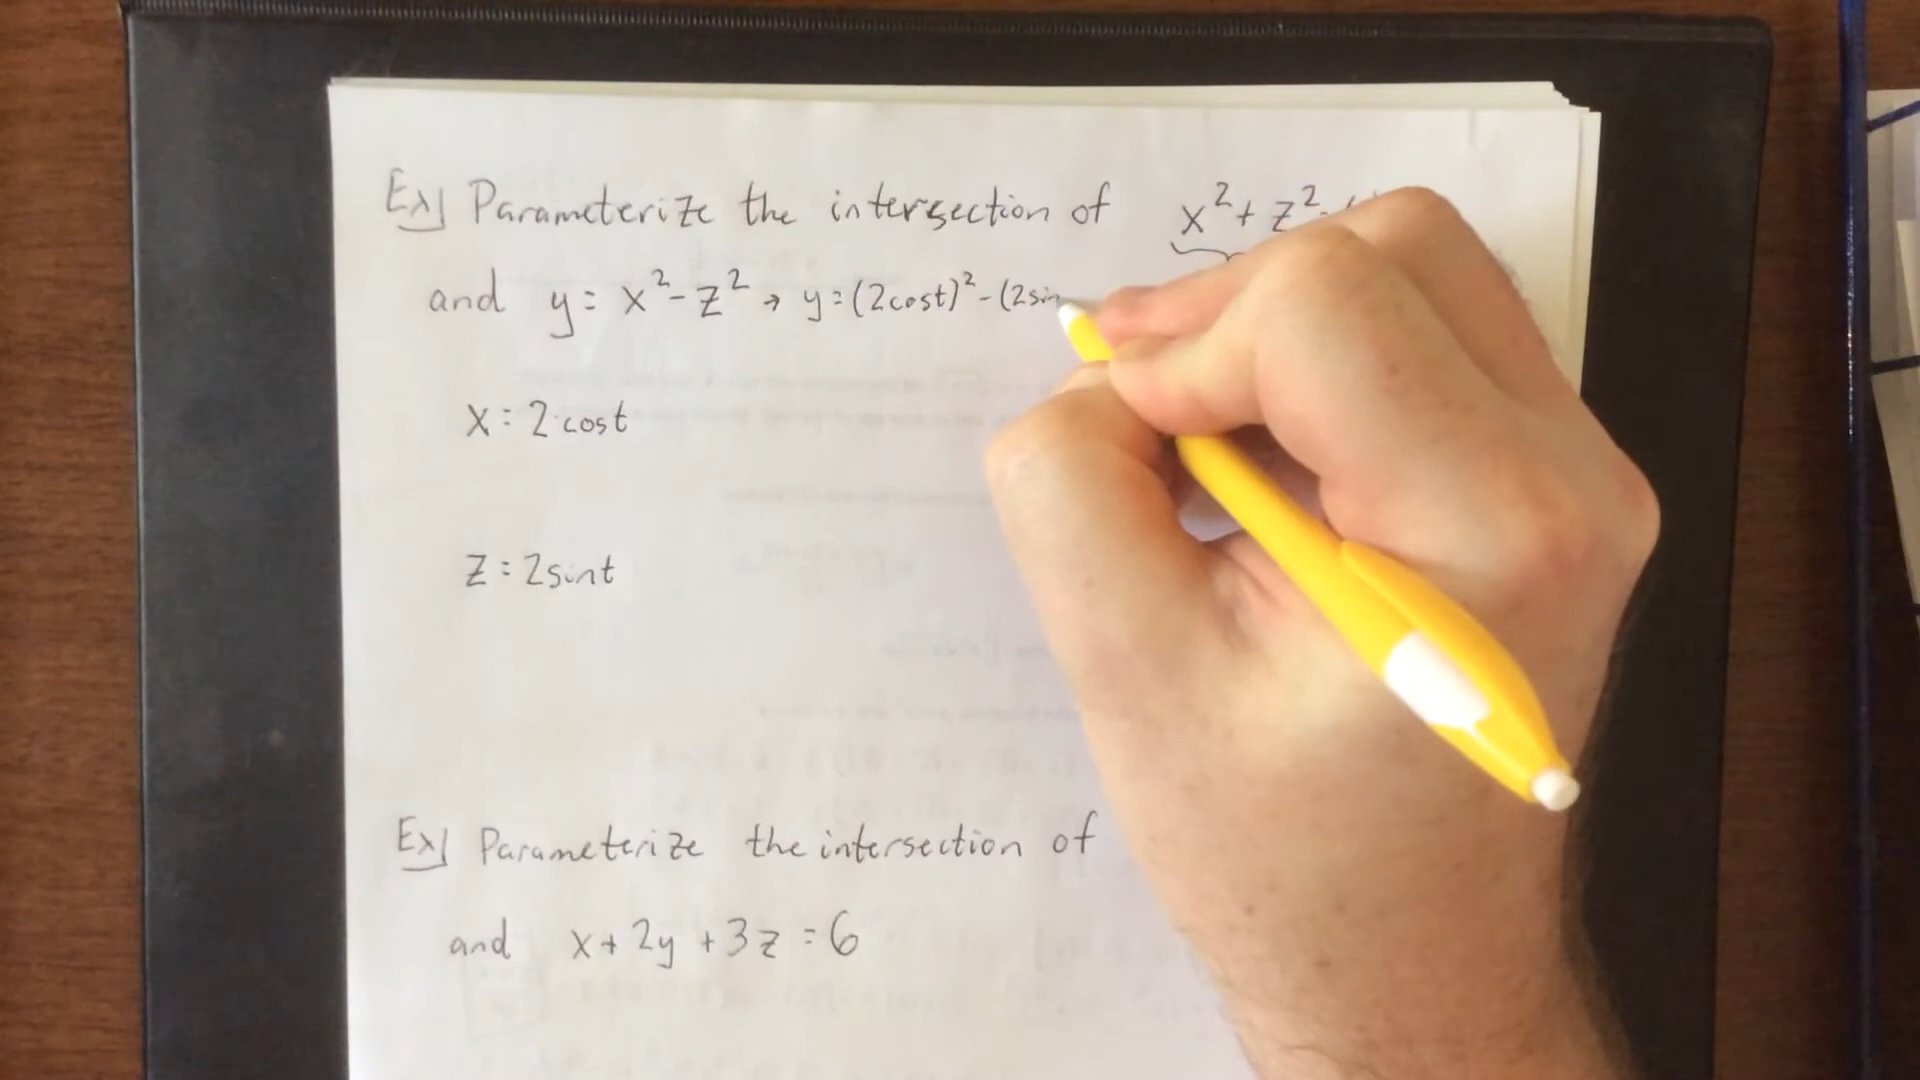 Ex] Parameterize the intersection of x² + z²
and y = x² - z² → y = (2cost)² - (2sin
x = 2·cost
z = 2sint
Ex] Parameterize the intersection of
and x + 2y + 3z = 6